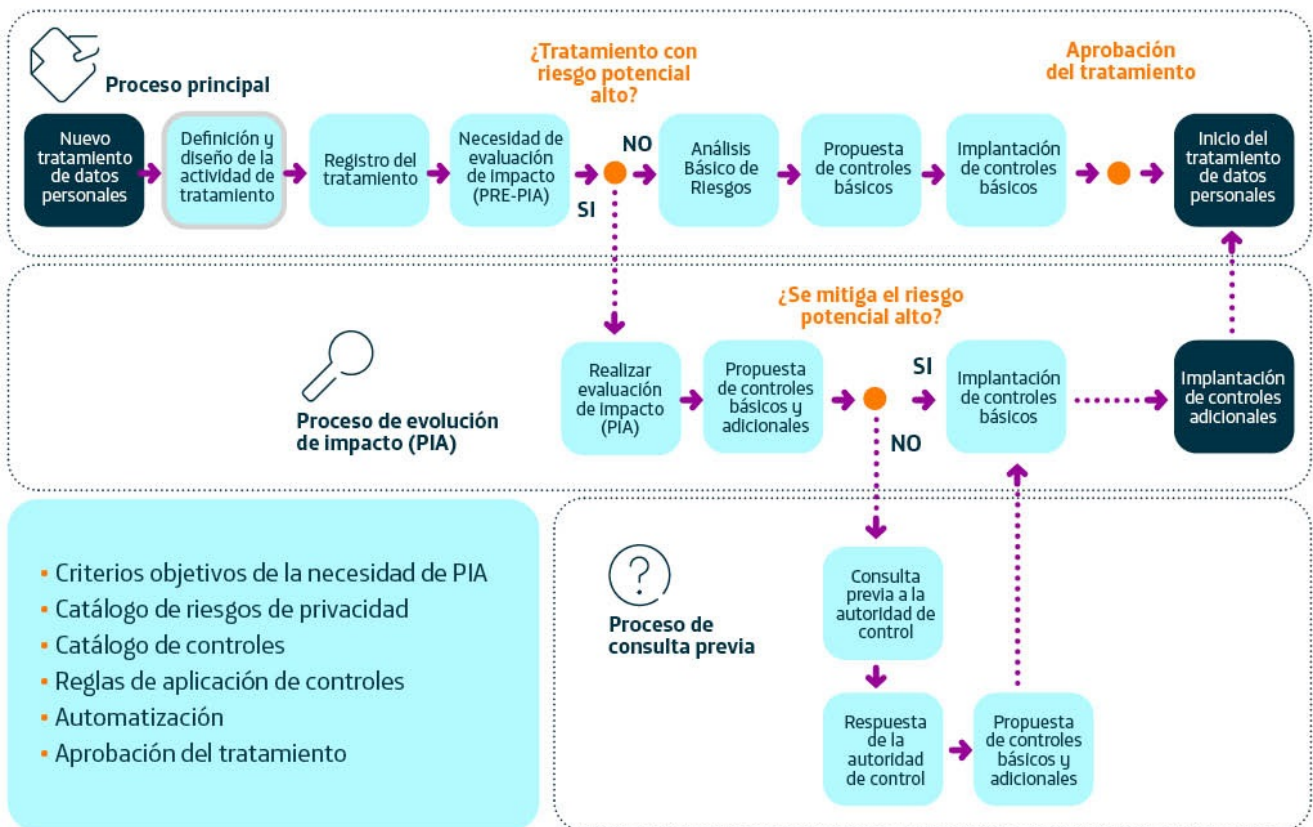 Proceso principal
¿Tratamiento con
riesgo potencial
alto?
Aprobación
del tratamiento
Nuevo
tratamiento
de datos
personales
Definición y
diseño de la
actividad de
tratamiento
Registro del
tratamiento
Necesidad de
evaluación
de impacto
(PRE-PIA)
SI
NO
Análisis
Básico de
Riesgos
Propuesta
de controles
básicos
Implantación
de controles
básicos
Inicio del
tratamiento
de datos
personales
¿Se mitiga el riesgo
potencial alto?
Proceso de evolución
de impacto (PIA)
Realizar
evaluación
de impacto
(PIA)
Propuesta
de controles
básicos y
adicionales
SI
NO
Implantación
de controles
básicos
Implantación
de controles
adicionales
• Criterios objetivos de la necesidad de PIA
• Catálogo de riesgos de privacidad
• Catálogo de controles
• Reglas de aplicación de controles
• Automatización
• Aprobación del tratamiento
?
Proceso de
consulta previa
Consulta
previa a la
autoridad de
control
Respuesta
de la
autoridad
de control
Propuesta
de controles
básicos y
adicionales